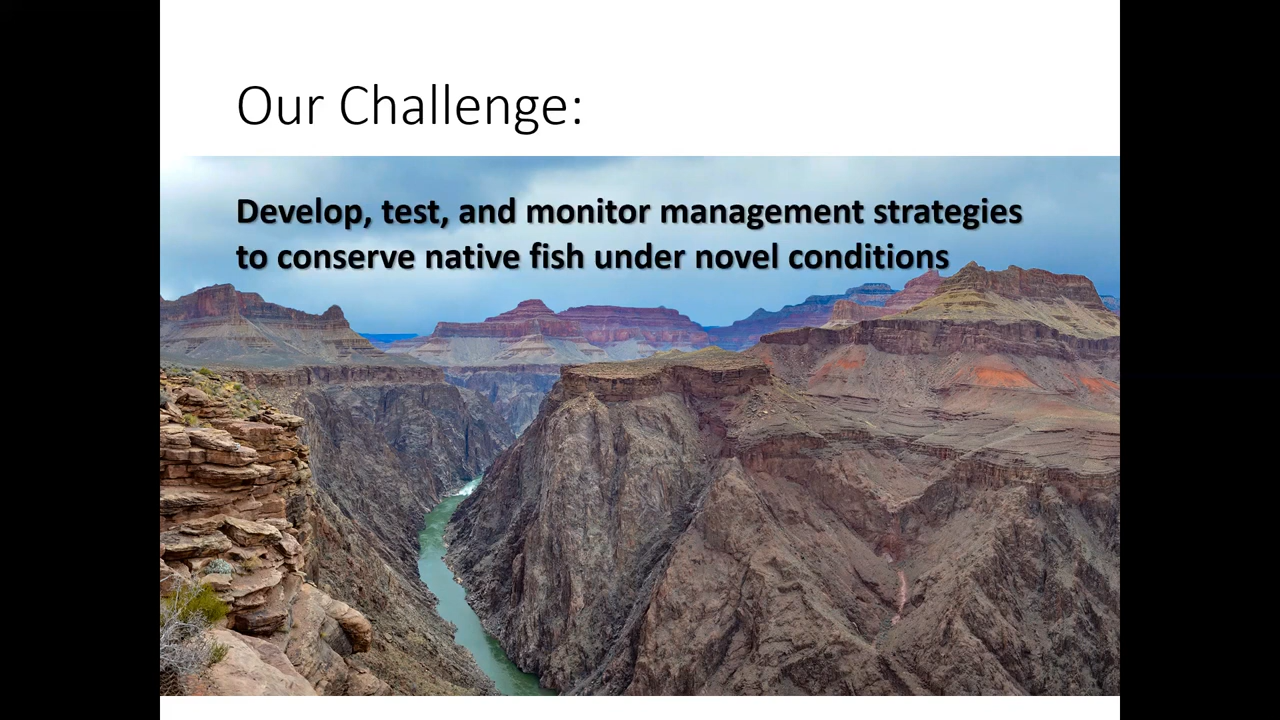 Our Challenge:
Develop, test, and monitor management strategies
to conserve native fish under novel conditions